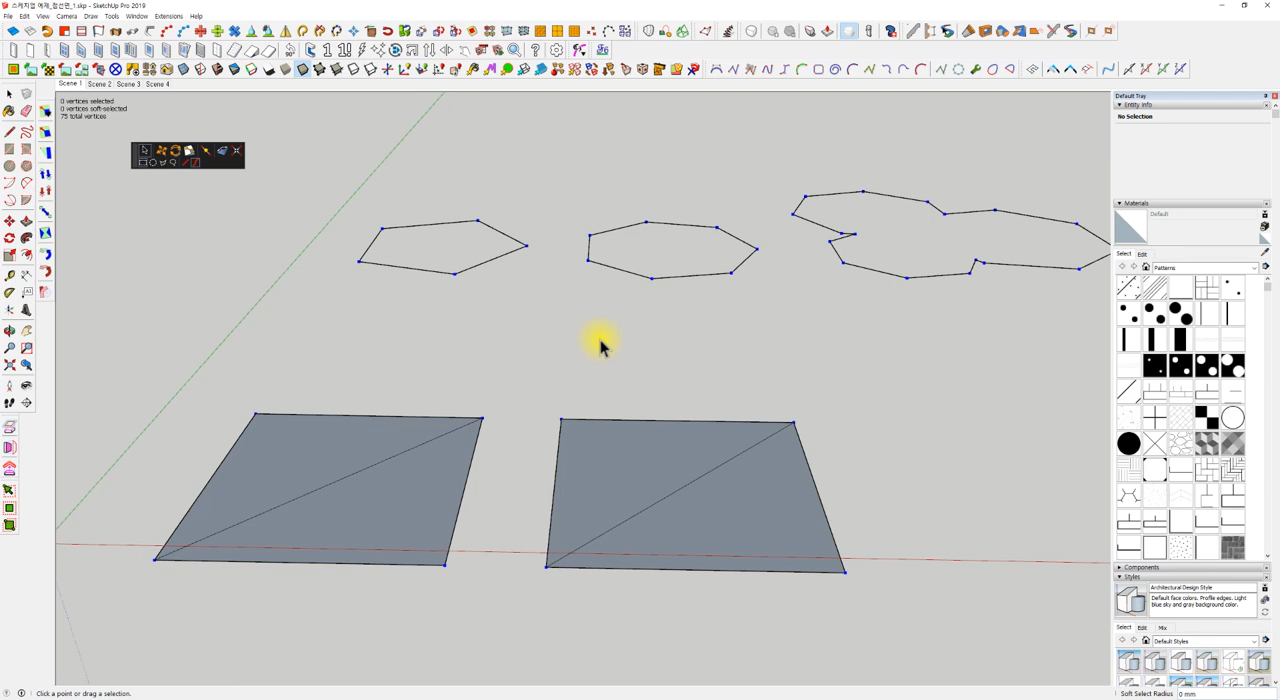 스케치업 예제_접선면_1.skp - SketchUp Pro 2019
File Edit View Camera Draw Tools Window Extensions Help
Scene 1 Scene 2 Scene 3 Scene 4
0 vertices selected
0 vertices soft-selected
75 total vertices
Default Tray
Entity Info
No Selection
Materials
Default
Select Edit
Patterns
Components
Styles
Architectural Design Style
Default face colors. Profile edges. Light
blue sky and gray background color.
Select Edit Mix
Default Styles
Click a point or drag a selection.
Soft Select Radius 0 mm